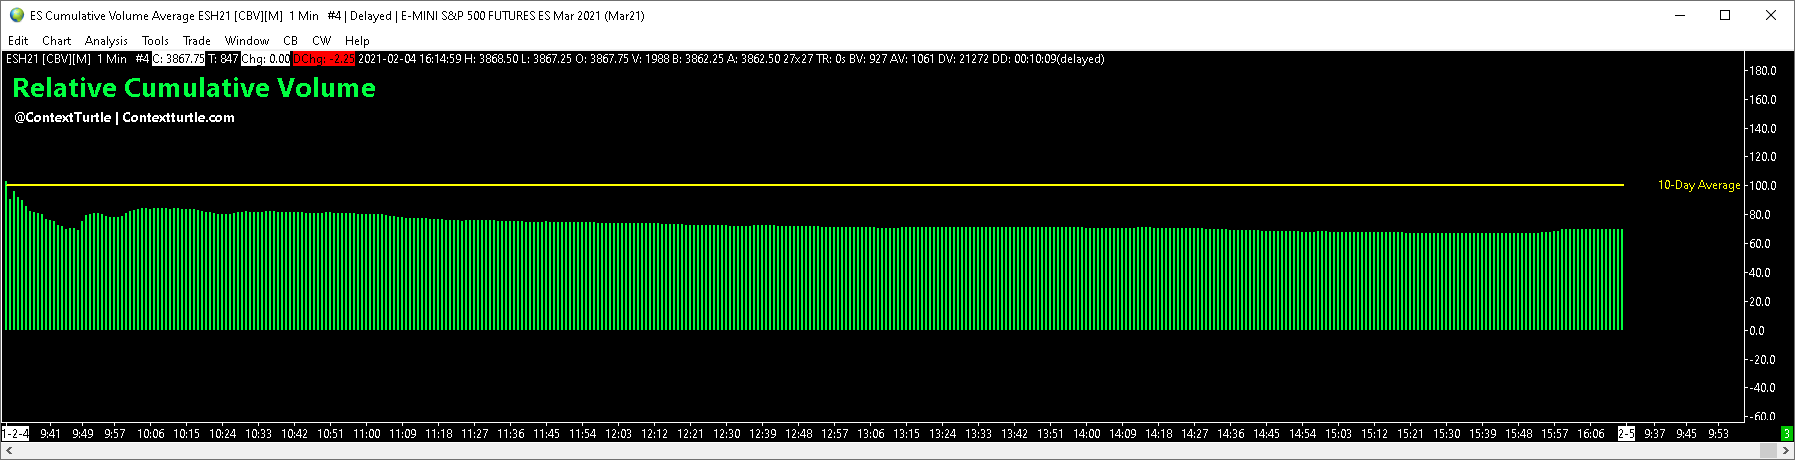 ES Cumulative Volume Average ESH21 [CBV][M]  1 Min   #4 | Delayed | E-MINI S&P 500 FUTURES ES Mar 2021 (Mar21)
Edit Chart Analysis Tools Trade Window CB CW Help
ESH21 [CBV][M]  1 Min   #4 C: 3867.75 T: 847 Chg: 0.00 DChg: -2.25 2021-02-04 16:14:59 H: 3868.50 L: 3867.25 O: 3867.75 V: 1988 B: 3862.25 A: 3862.50 27x27 TR: 0s BV: 927 AV: 1061 DV: 21272 DD: 00:10:09(delayed)
180.0
Relative Cumulative Volume
160.0
@ContextTurtle | Contextturtle.com
140.0
120.0
10-Day Average 100.0
80.0
60.0
40.0
20.0
0.0
-20.0
-40.0
-60.0
1-2-4 9:41 9:49 9:57 10:06 10:15 10:24 10:33 10:42 10:51 11:00 11:09 11:18 11:27 11:36 11:45 11:54 12:03 12:12 12:21 12:30 12:39 12:48 12:57 13:06 13:15 13:24 13:33 13:42 13:51 14:00 14:09 14:18 14:27 14:36 14:45 14:54 15:03 15:12 15:21 15:30 15:39 15:48 15:57 16:06 2-5 9:37 9:45 9:53 3